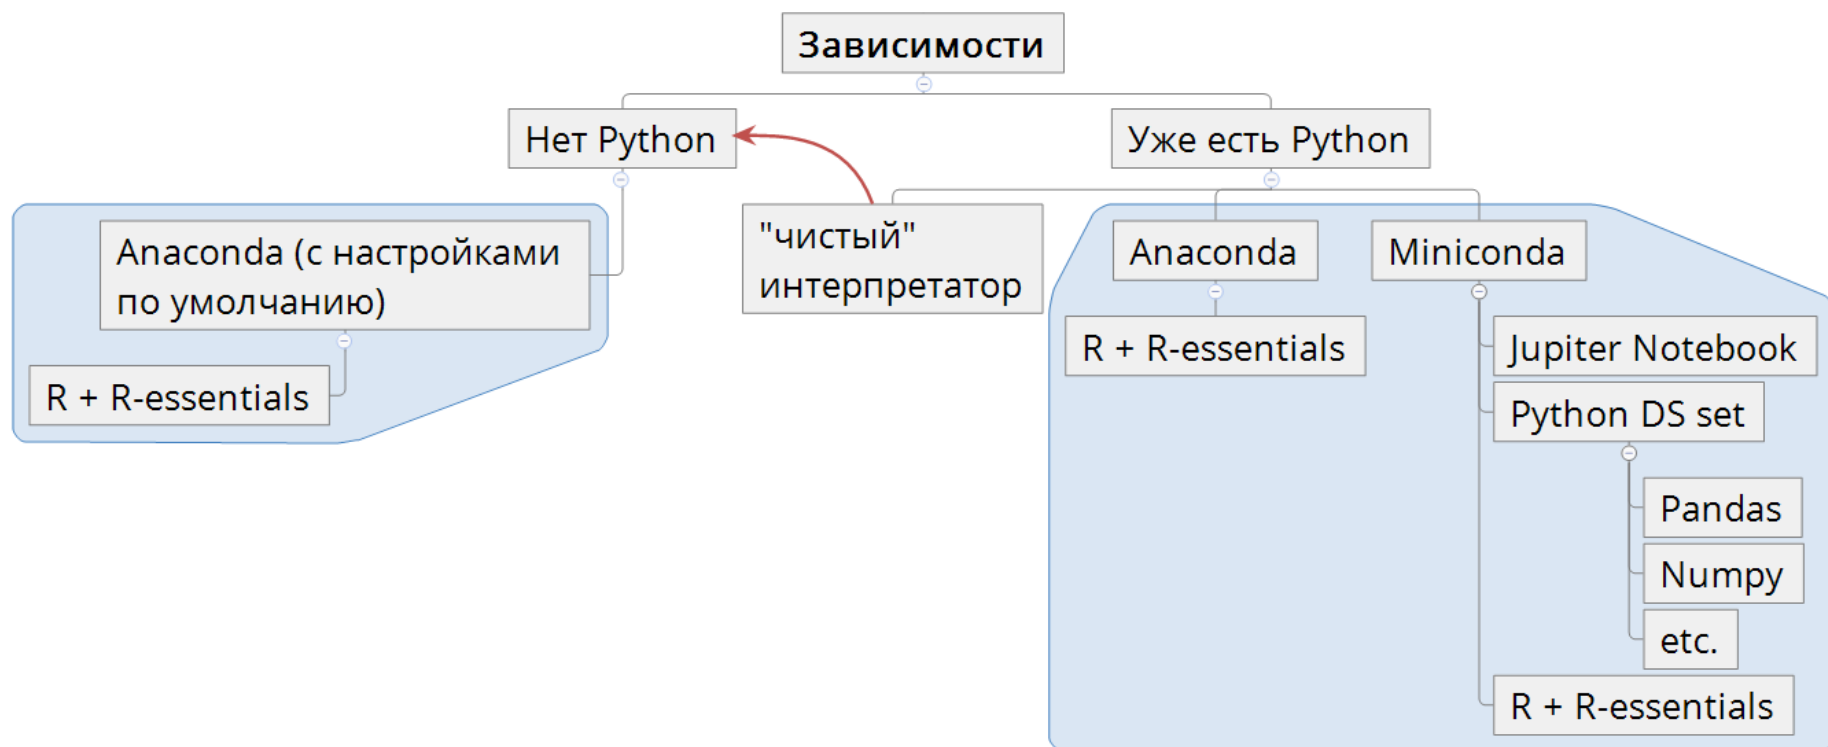 Зависимости
Нет Python
Уже есть Python
Anaconda (с настройками
по умолчанию)
R + R-essentials
"чистый"
интерпретатор
Anaconda
R + R-essentials
Miniconda
Jupiter Notebook
Python DS set
Pandas
Numpy
etc.
R + R-essentials